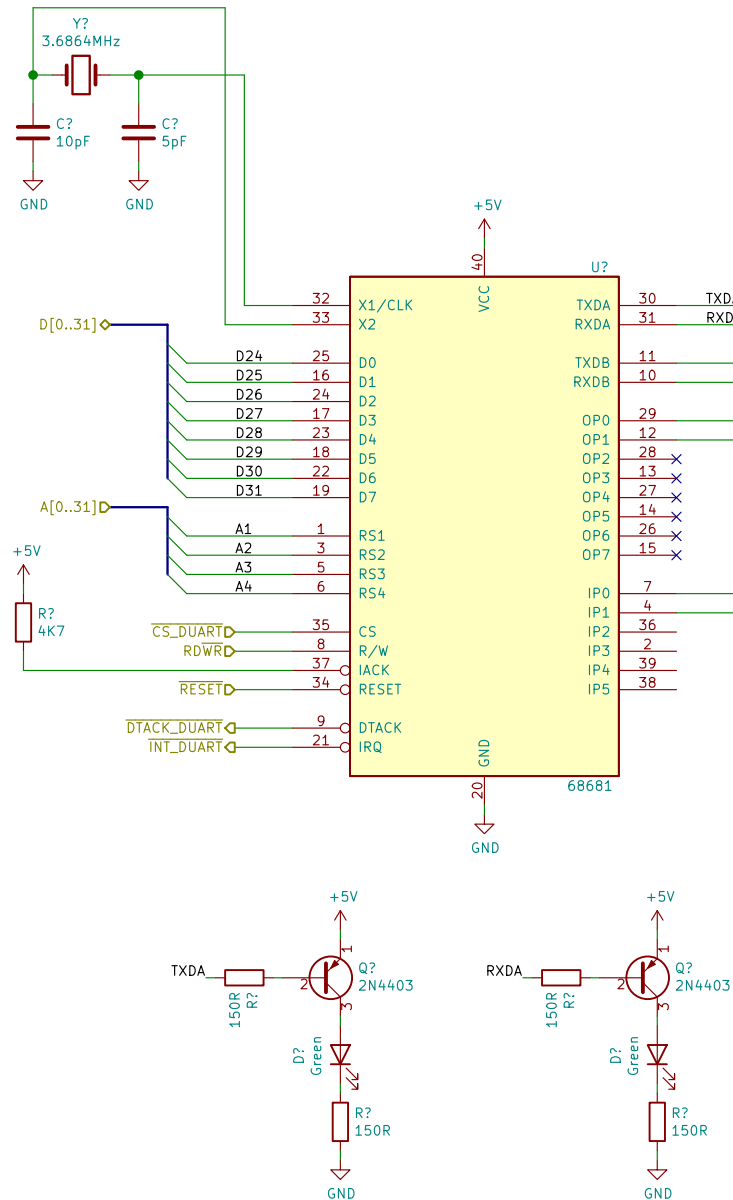 Y?
3.6864MHz
C?
10pF
C?
5pF
GND
GND
+5V
40
U?
VCC
32 X1/CLK
33 X2
TXDA 30 TXD
RXDA 31 RXD
D[0..31]
D24 25 D0
D25 16 D1
D26 24 D2
D27 17 D3
D28 23 D4
D29 18 D5
D30 22 D6
D31 19 D7
TXDB 11
RXDB 10
OP0 29
OP1 12
OP2 28
OP3 13
OP4 27
OP5 14
OP6 26
OP7 15
A[0..31]
A1 1 RS1
A2 3 RS2
A3 5 RS3
A4 6 RS4
+5V
R?
4K7
IP0 7
IP1 4
IP2 36
IP3 2
IP4 39
IP5 38
CS_DUART 35 CS
RDWR 8 R/W
37 IACK
RESET 34 RESET
DTACK_DUART 9 DTACK
INT_DUART 21 IRQ
GND
20
68681
GND
+5V
1
TXDA
150R
R?
2
Q?
2N4403
3
D?
Green
R?
150R
GND
+5V
1
RXDA
150R
R?
2
Q?
2N4403
3
D?
Green
R?
150R
GND